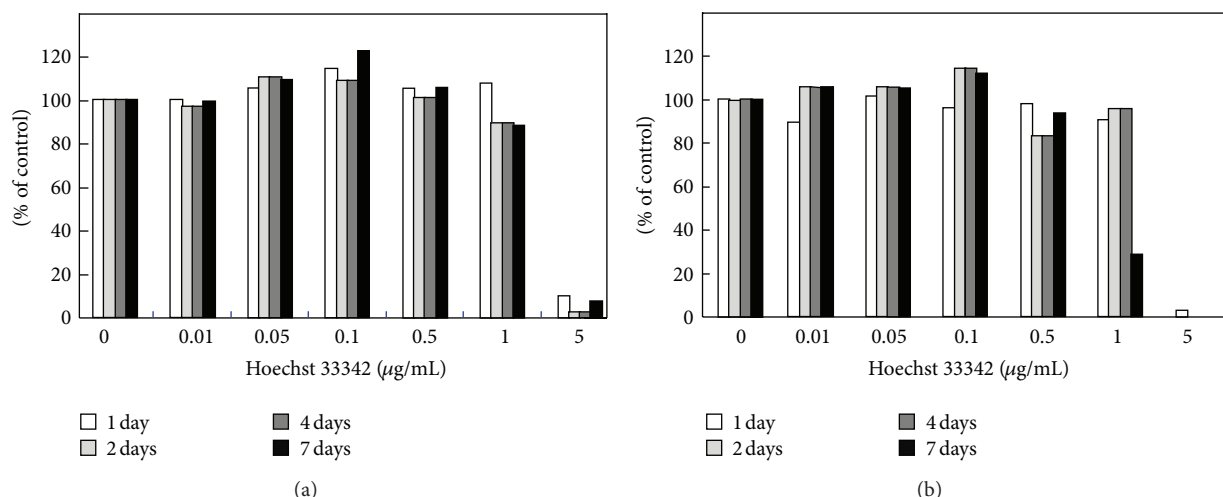 120
100
80
60
40
20
0
(% of control)
0 0.01 0.05 0.1 0.5 1 5
Hoechst 33342 (μg/mL)
1 day
2 days
4 days
7 days
(a)
120
100
80
60
40
20
0
(% of control)
0 0.01 0.05 0.1 0.5 1 5
Hoechst 33342 (μg/mL)
1 day
2 days
4 days
7 days
(b)